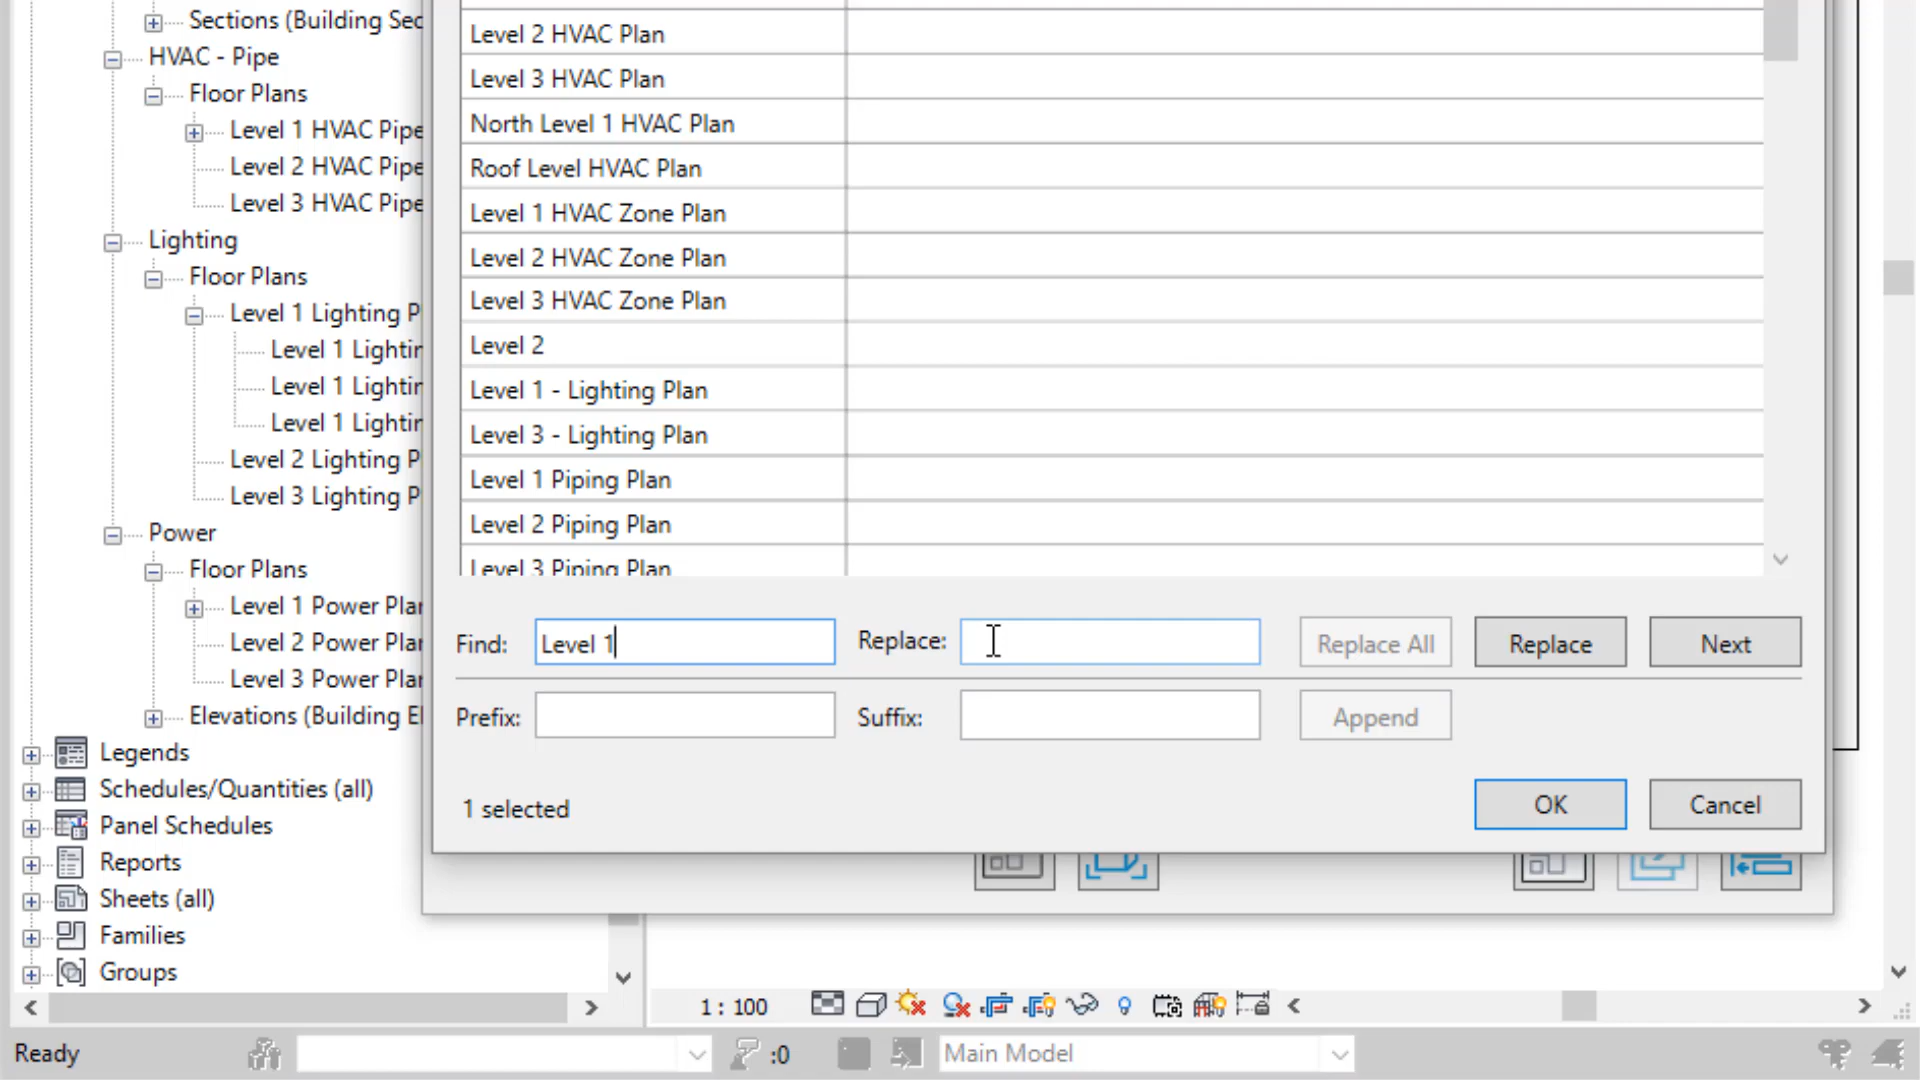 Sections (Building Sec
HVAC - Pipe
Floor Plans
Level 1 HVAC Pipe
Level 2 HVAC Pipe
Level 3 HVAC Pipe
Lighting
Floor Plans
Level 1 Lighting P
Level 1 Lightin
Level 1 Lightin
Level 1 Lightin
Level 2 Lighting P
Level 3 Lighting P
Power
Floor Plans
Level 1 Power Plan
Level 2 Power Plan
Level 3 Power Plan
Elevations (Building El
Legends
Schedules/Quantities (all)
Panel Schedules
Reports
Sheets (all)
Families
Groups
Level 2 HVAC Plan
Level 3 HVAC Plan
North Level 1 HVAC Plan
Roof Level HVAC Plan
Level 1 HVAC Zone Plan
Level 2 HVAC Zone Plan
Level 3 HVAC Zone Plan
Level 2
Level 1 - Lighting Plan
Level 3 - Lighting Plan
Level 1 Piping Plan
Level 2 Piping Plan
Level 3 Piping Plan
Find: Level 1 Replace: Replace All Replace Next
Prefix: Suffix: Append
1 selected OK Cancel
1 : 100
Ready :0 Main Model